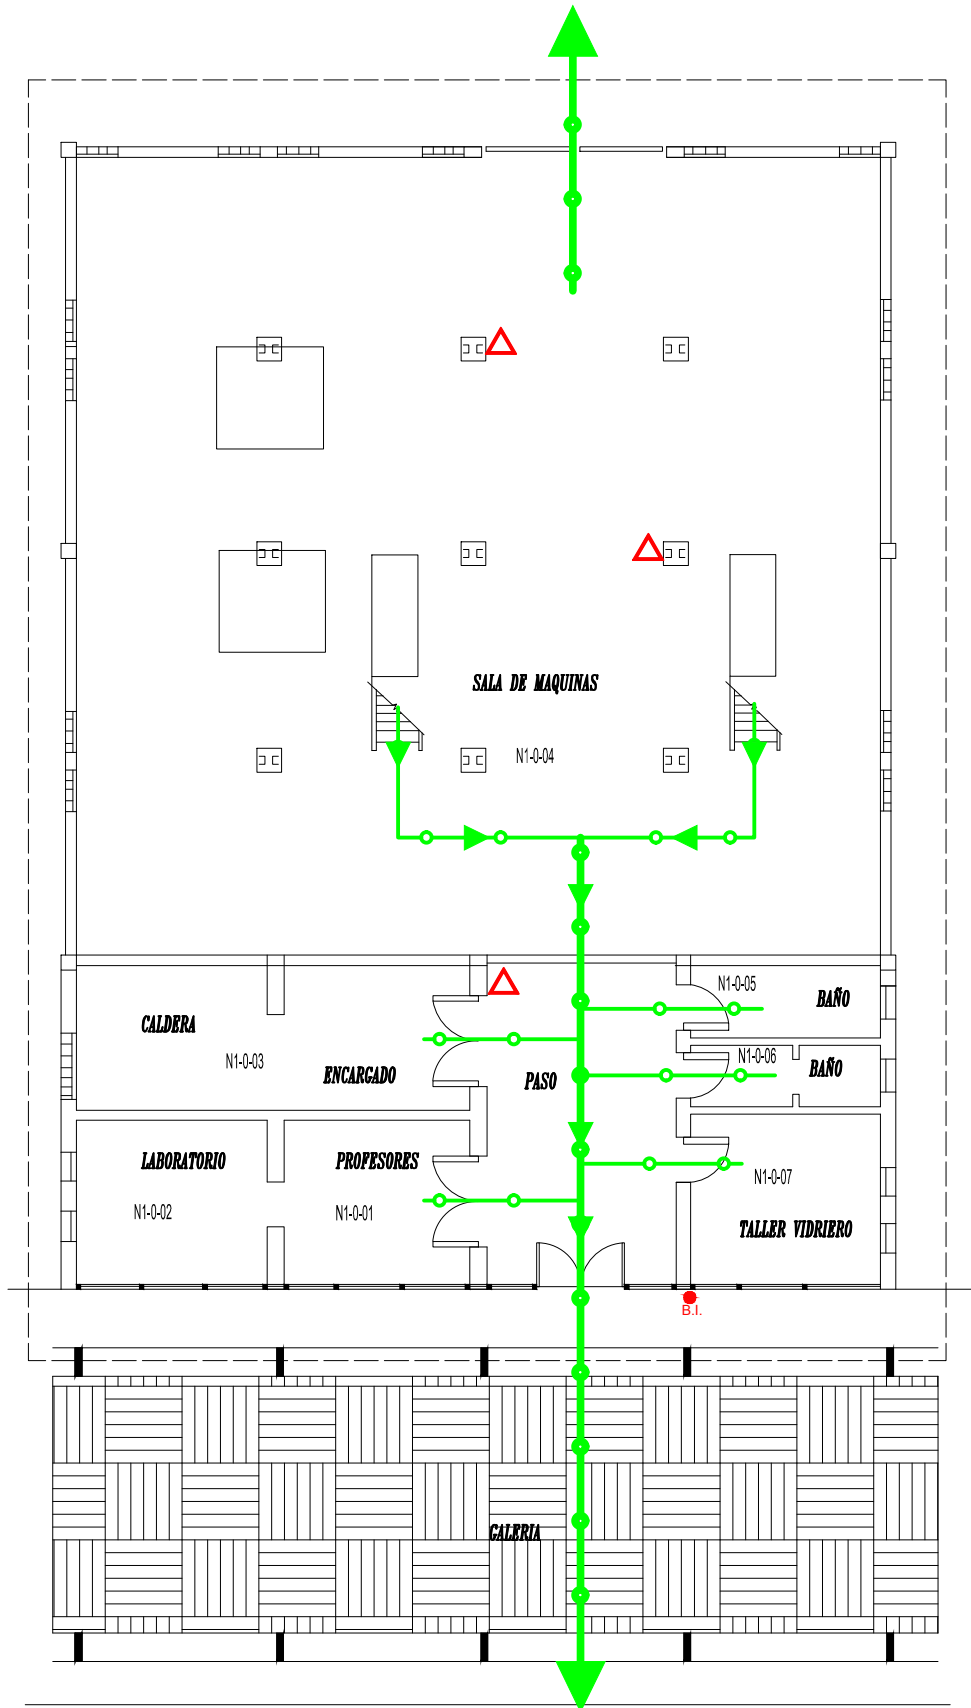 SALA DE MAQUINAS
N1-0-04
N1-0-05
BAÑO
CALDERA
N1-0-03
ENCARGADO
PASO
N1-0-06
BAÑO
LABORATORIO
PROFESORES
N1-0-07
N1-0-02
N1-0-01
TALLER VIDRIERO
B.I.
GALERIA